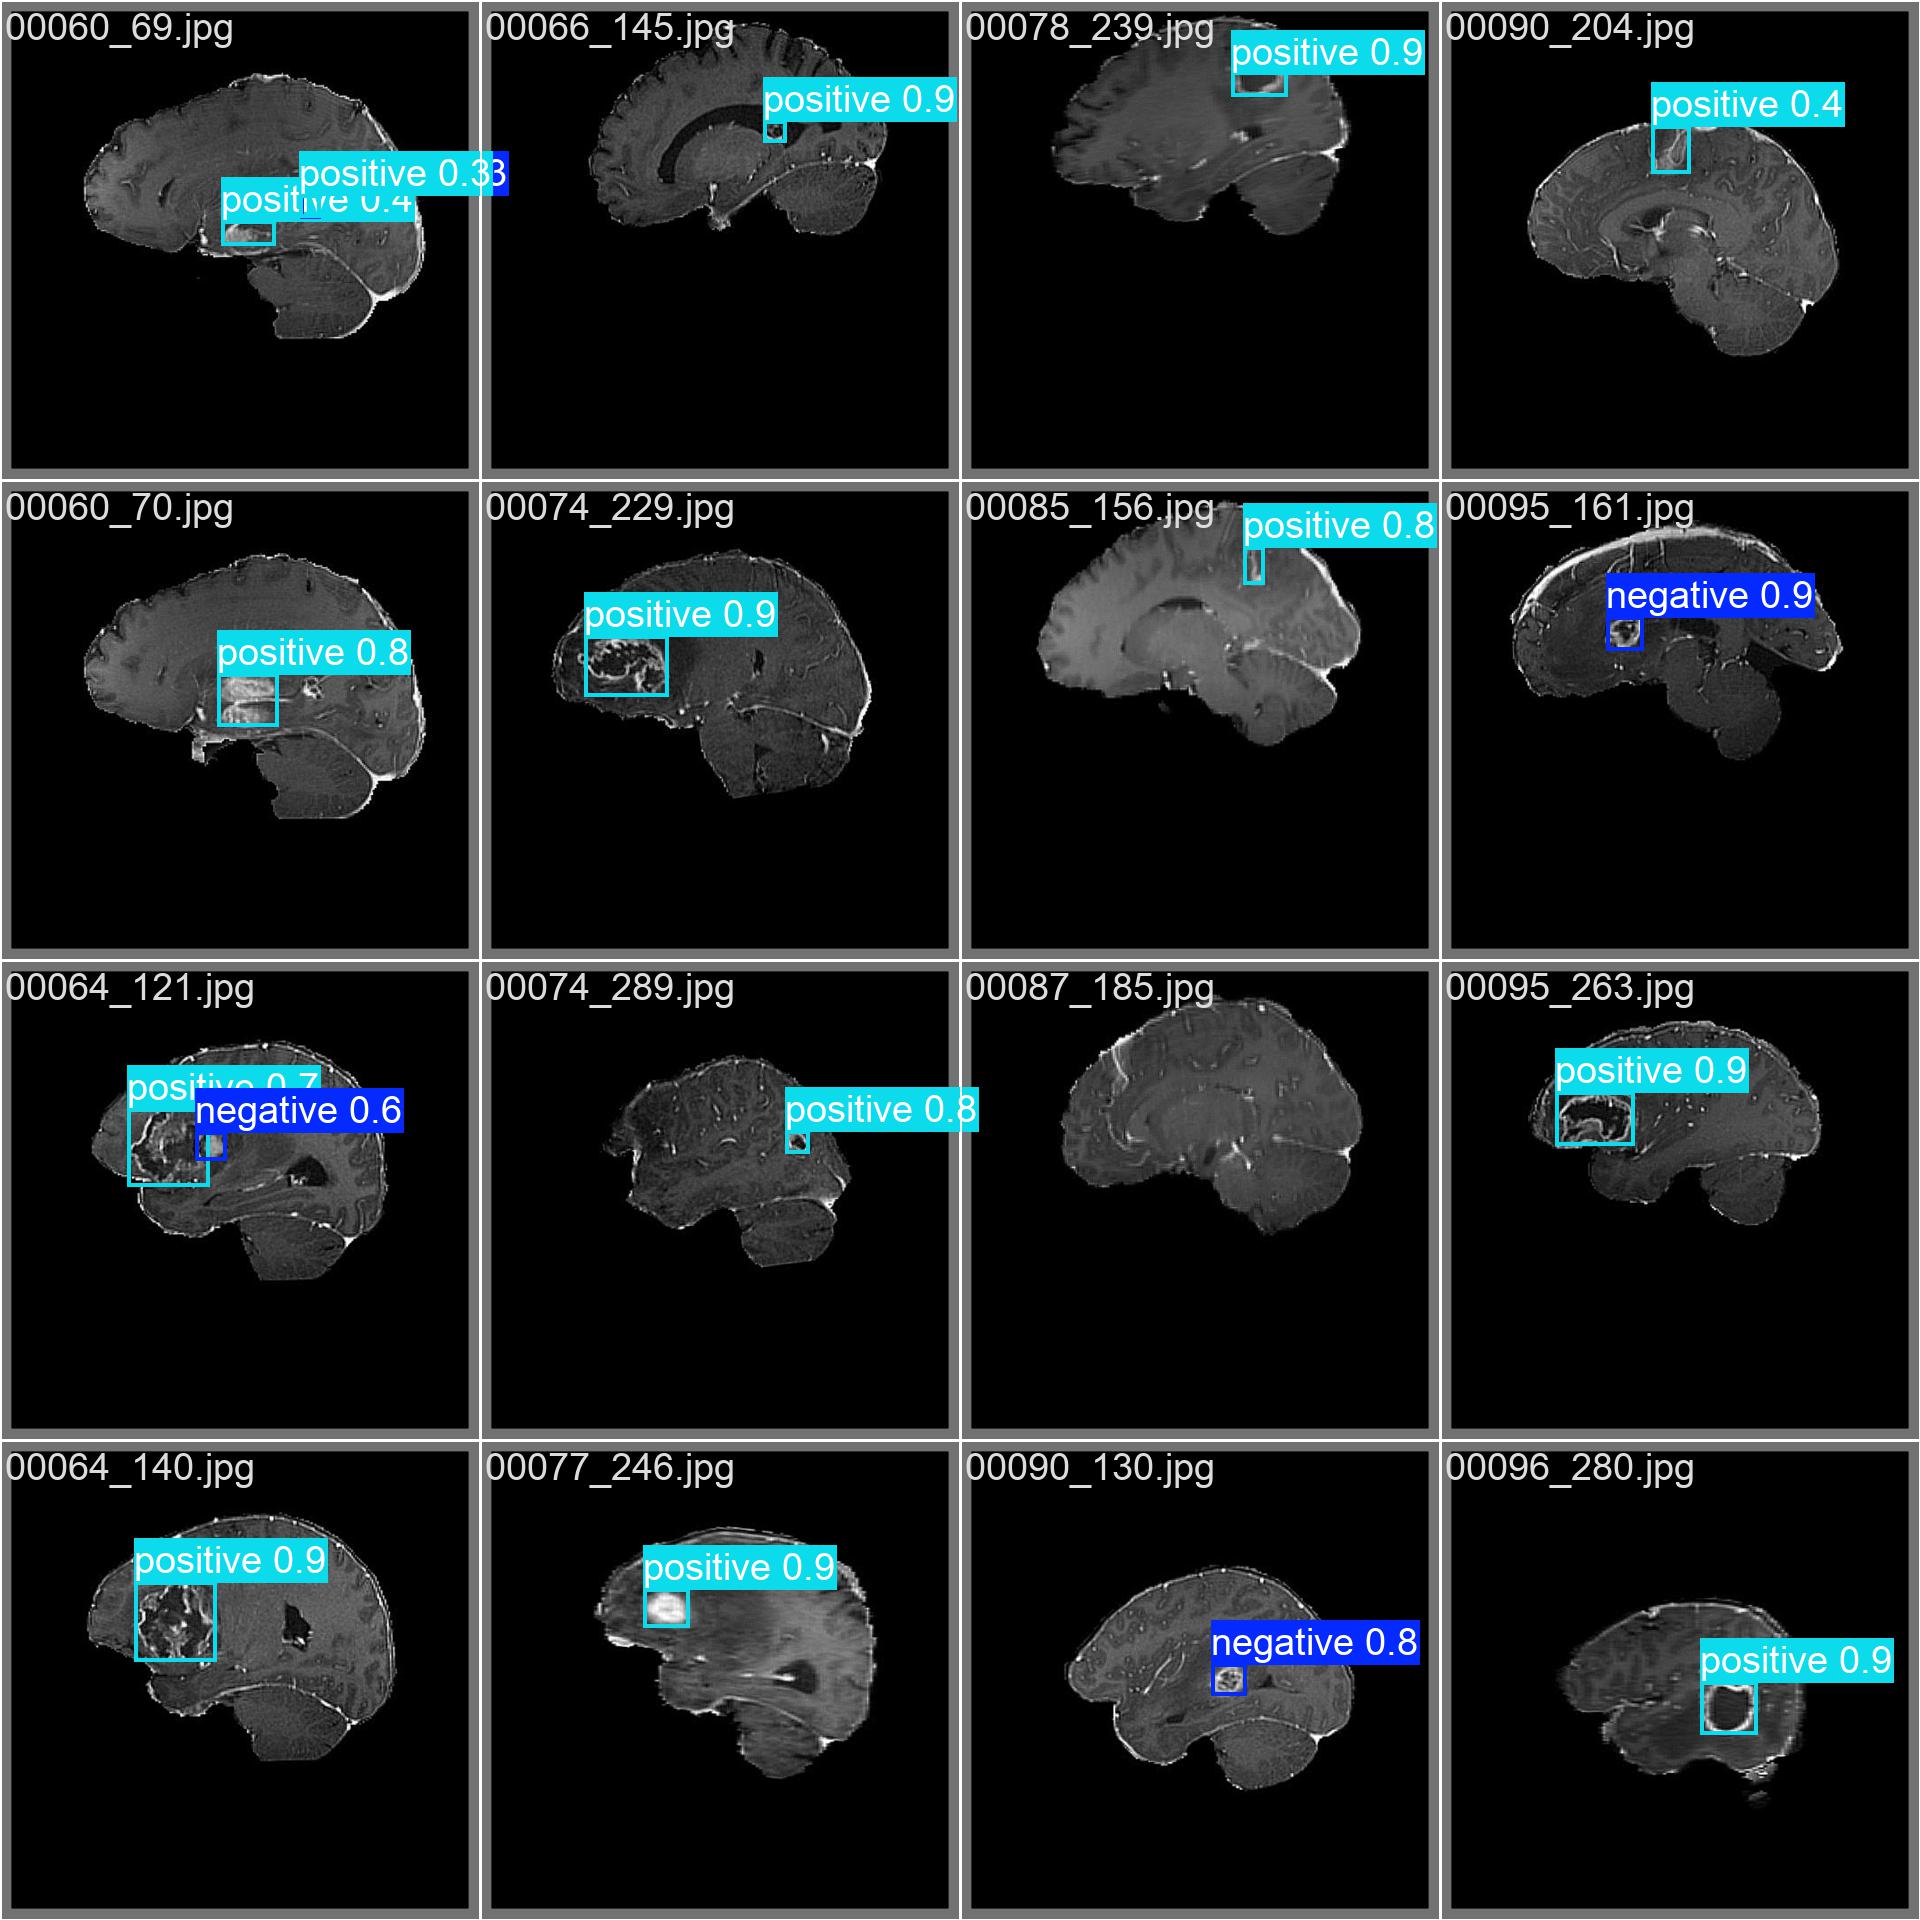 00060_69.jpg
positive 0.33
positive 0.4
00066_145.jpg
positive 0.9
00078_239.jpg
positive 0.9
00090_204.jpg
positive 0.4
00060_70.jpg
positive 0.8
00074_229.jpg
positive 0.9
00085_156.jpg
positive 0.8
00095_161.jpg
negative 0.9
00064_121.jpg
positive 0.7
negative 0.6
00074_289.jpg
positive 0.8
00087_185.jpg
00095_263.jpg
positive 0.9
00064_140.jpg
positive 0.9
00077_246.jpg
positive 0.9
00090_130.jpg
negative 0.8
00096_280.jpg
positive 0.9